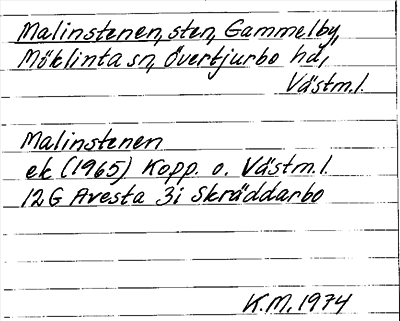 Malinstenen, sten, Gammelby,
Möklinta sn, Övertjurbo hd,
Västm.l.
Malinstenen
ek (1965) Kopp. o. Västm.l.
12G Avesta 3i Skräddarbo
K.M. 1974